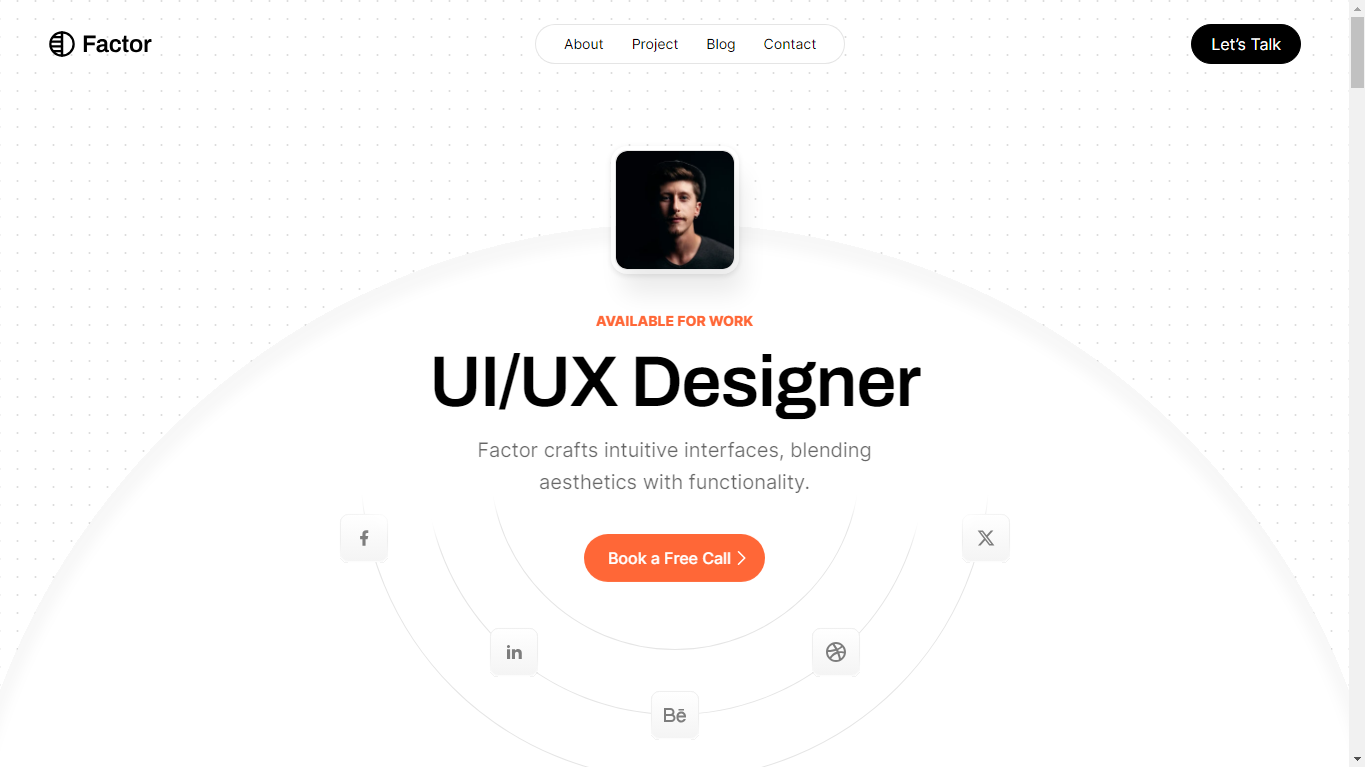 Factor
About Project Blog Contact
Let’s Talk
AVAILABLE FOR WORK
UI/UX Designer
Factor crafts intuitive interfaces, blending
aesthetics with functionality.
Book a Free Call
f
X
in
Bē